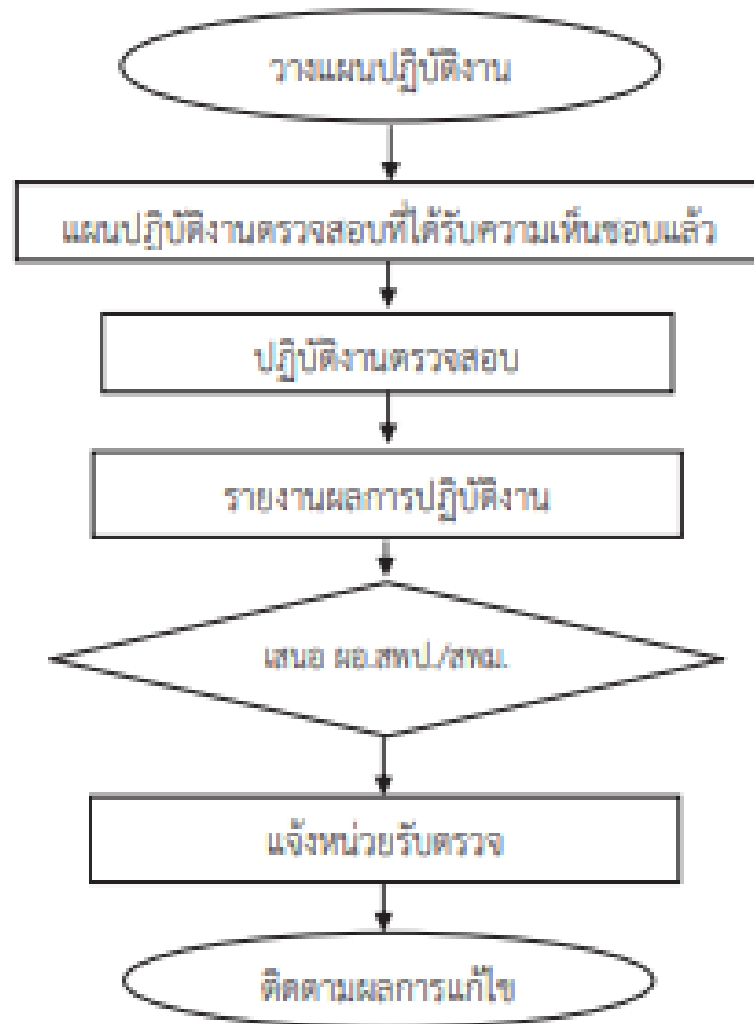 วางแผนปฏิบัติงาน
แผนปฏิบัติงานตรวจสอบที่ได้รับความเห็นชอบแล้ว
ปฏิบัติงานตรวจสอบ
รายงานผลการปฏิบัติงาน
เสนอ ผอ.สพป./สพม.
แจ้งหน่วยรับตรวจ
ติดตามผลการแก้ไข